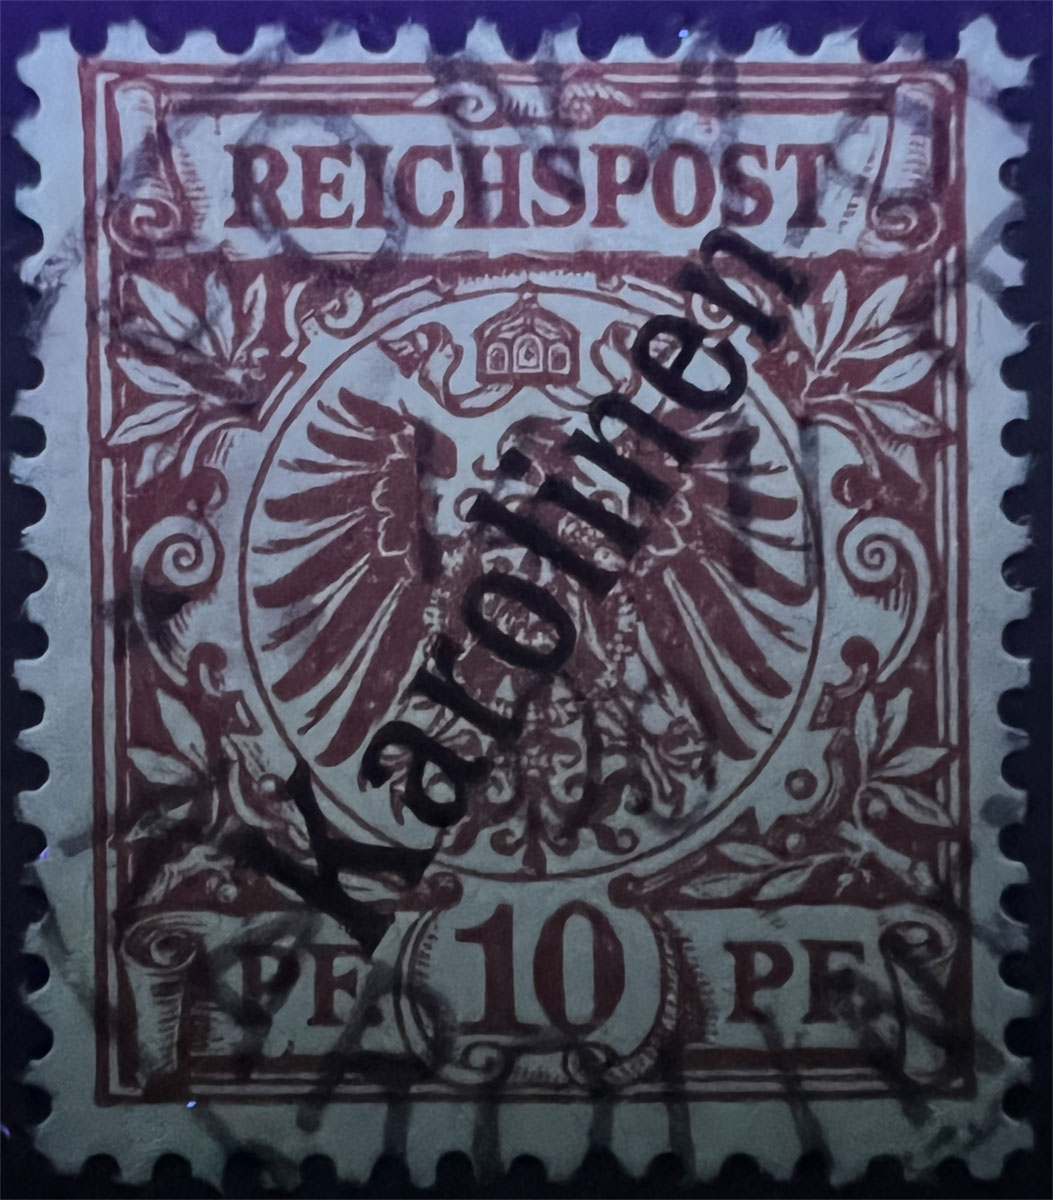 REICHSPOST
Karolinen
PF. 10 PF.